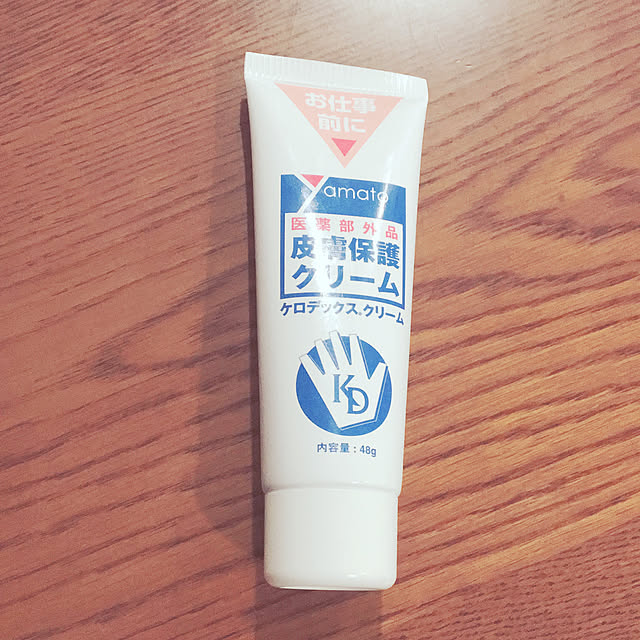 お仕事
前に
yamato
医薬部外品
皮膚保護
クリーム
ケロデックス.クリーム
KD
内容量：48g